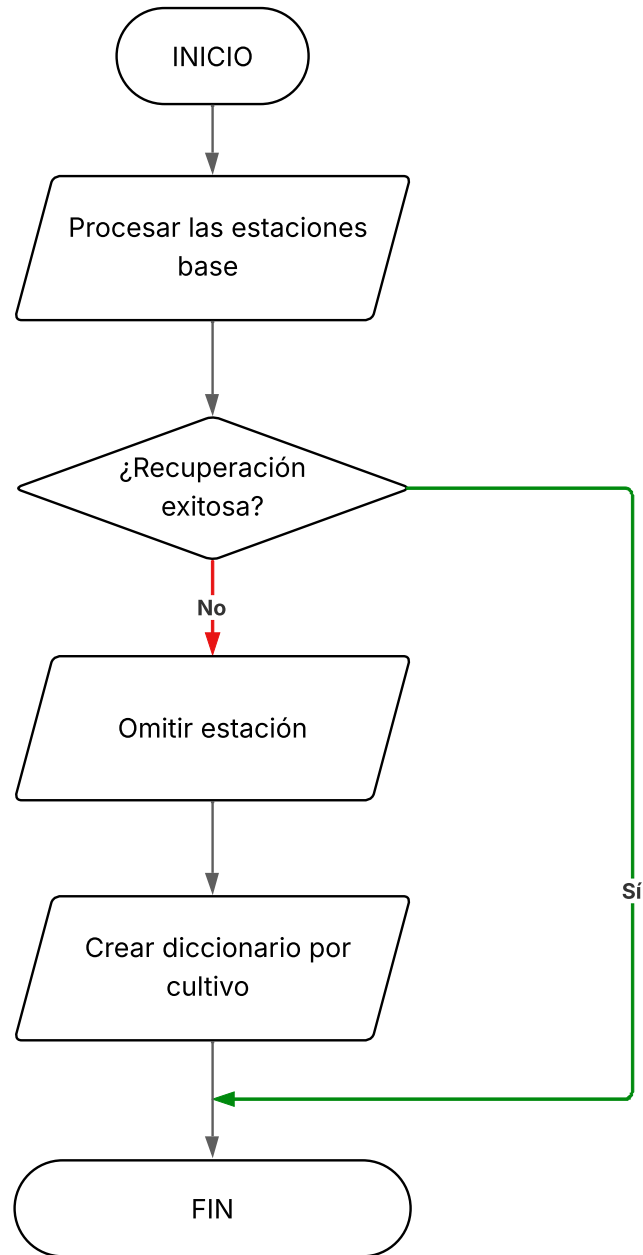 INICIO
Procesar las estaciones
base
¿Recuperación
exitosa?
No
Omitir estación
Sí
Crear diccionario por
cultivo
FIN